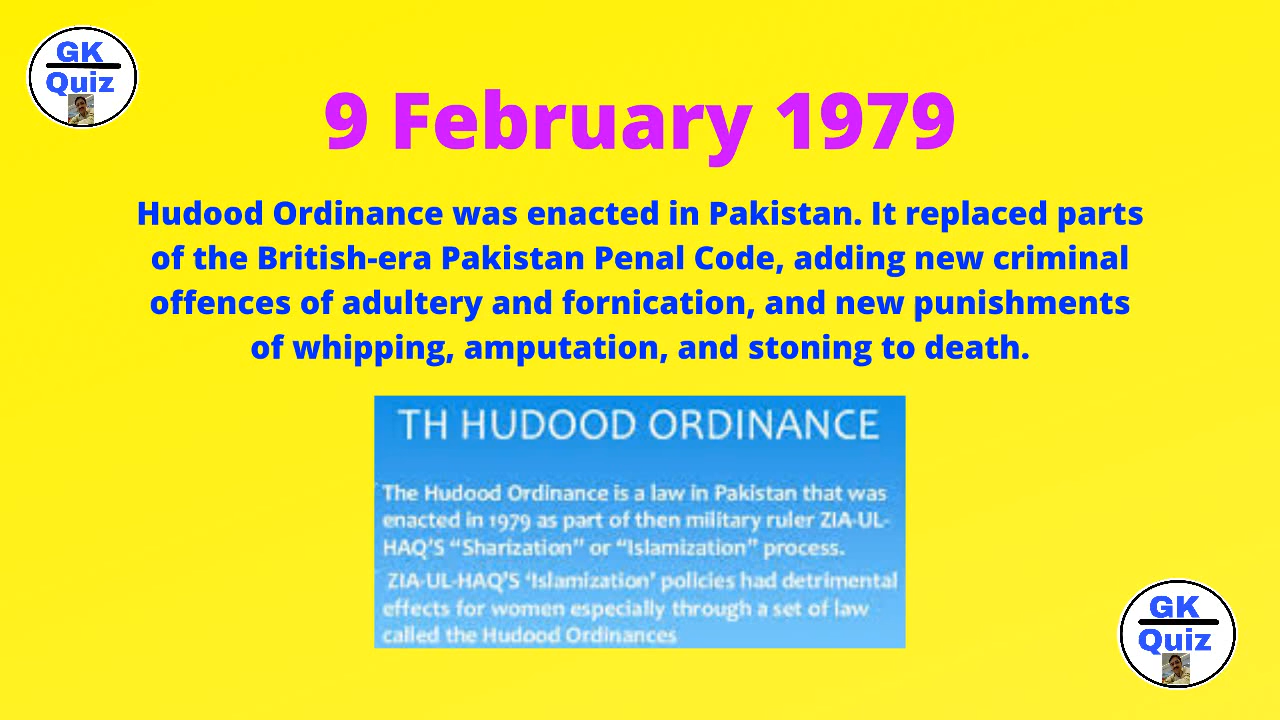 GK
Quiz
9 February 1979
Hudood Ordinance was enacted in Pakistan. It replaced parts
of the British-era Pakistan Penal Code, adding new criminal
offences of adultery and fornication, and new punishments
of whipping, amputation, and stoning to death.
TH HUDOOD ORDINANCE
The Hudood Ordinance is a law in Pakistan that was
enacted in 1979 as part of then military ruler ZIA-UL-
HAQ'S “Sharization” or “Islamization” process.
ZIA-UL-HAQ'S ‘Islamization’ policies had detrimental
effects for women especially through a set of law
called the Hudood Ordinances
GK
Quiz